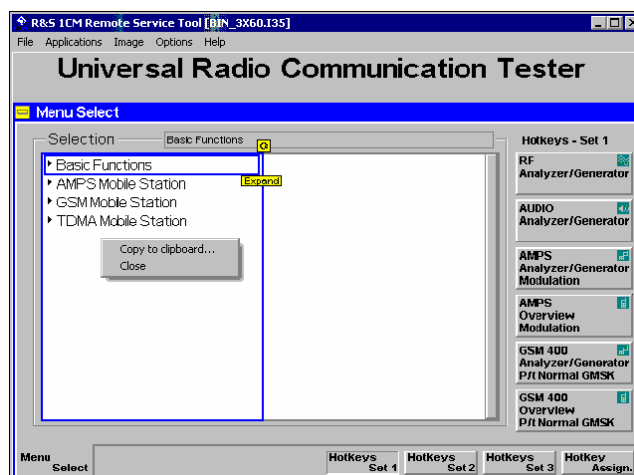 R&S 1CM Remote Service Tool [BIN_3X60.I35]
File Applications Image Options Help
Universal Radio Communication Tester
Menu Select
Selection
Basic Functions
Basic Functions
Expand
AMPS Mobile Station
GSM Mobile Station
TDMA Mobile Station
Copy to clipboard...
Close
Hotkeys - Set 1
RF
Analyzer/Generator
AUDIO
Analyzer/Generator
AMPS
Analyzer/Generator
Modulation
AMPS
Overview
Modulation
GSM 400
Analyzer/Generator
P/t Normal GMSK
GSM 400
Overview
P/t Normal GMSK
Menu
Select
Hotkeys
Set 1
Hotkeys
Set 2
Hotkeys
Set 3
Hotkey
Assign.